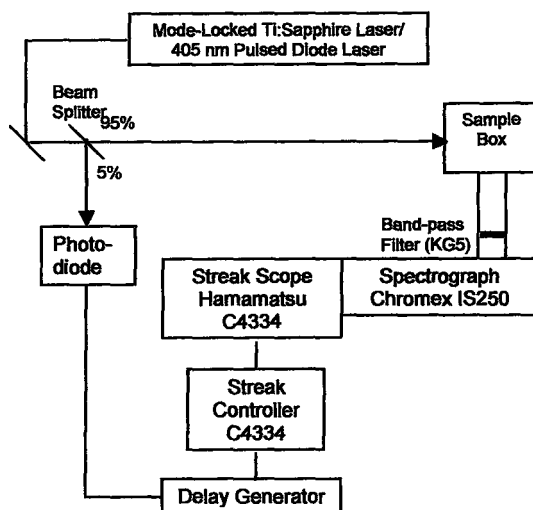 Mode-Locked Ti:Sapphire Laser/
405 nm Pulsed Diode Laser
Beam
Splitter
95%
5%
Sample
Box
Photo-
diode
Band-pass
Filter (KG5)
Streak Scope
Hamamatsu
C4334
Spectrograph
Chromex IS250
Streak
Controller
C4334
Delay Generator